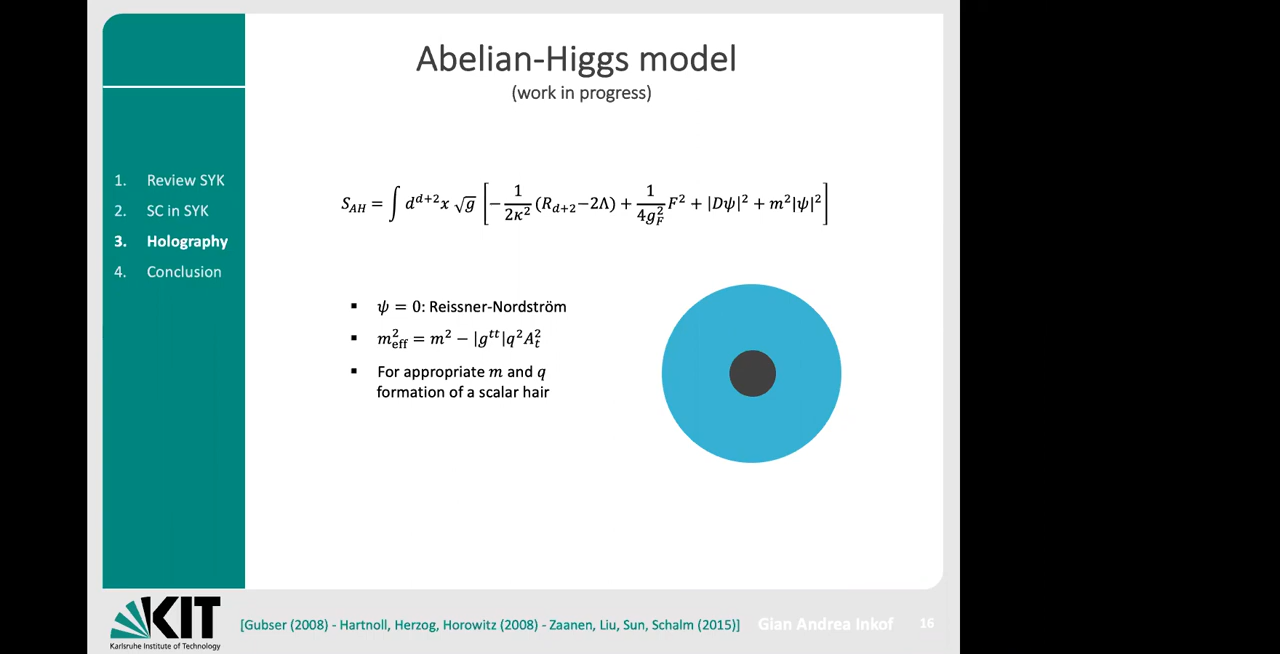 Abelian-Higgs model
(work in progress)
1. Review SYK
2. SC in SYK
3. Holography
4. Conclusion
S_AH = ∫ d^{d+2}x √g [ − 1/(2κ²) (R_{d+2} −2Λ) + 1/(4g_F²) F² + |Dψ|² + m²|ψ|² ]
▪ ψ = 0: Reissner-Nordström
▪ m²_eff = m² − |g^{tt}|q²A_t²
▪ For appropriate m and q
formation of a scalar hair
KIT
Karlsruhe Institute of Technology
[Gubser (2008) - Hartnoll, Herzog, Horowitz (2008) - Zaanen, Liu, Sun, Schalm (2015)]
Gian Andrea Inkof
16